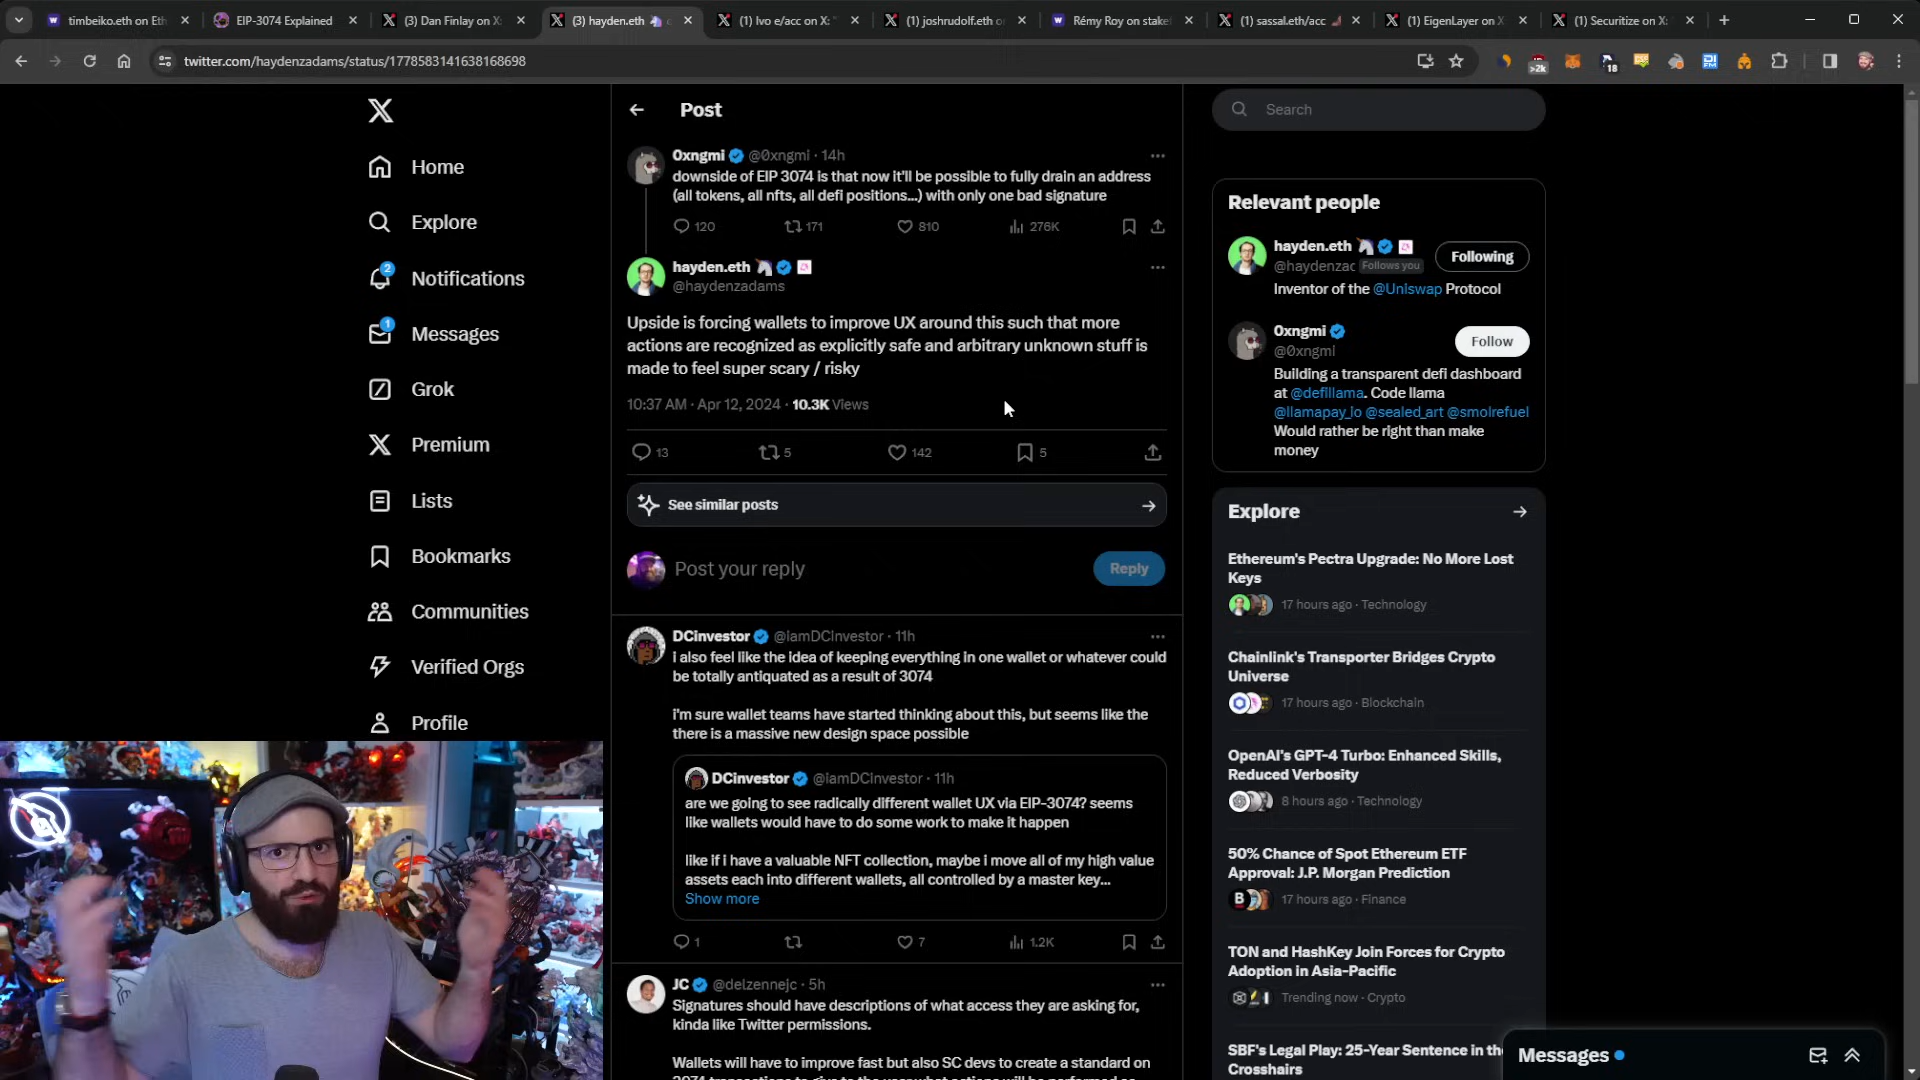 timbeiko.eth on Eth
EIP-3074 Explained
(3) Dan Finlay on X:
(3) hayden.eth
(1) Ivo e/acc on X: "
(1) joshrudolf.eth o
Rémy Roy on stake
(1) sassal.eth/acc
(1) EigenLayer on X
(1) Securitize on X:
twitter.com/haydenzadams/status/1778583141638168698
>2k
18
Home
Explore
2
Notifications
1
Messages
Grok
Premium
Lists
Bookmarks
Communities
Verified Orgs
Profile
Post
0xngmi @0xngmi · 14h
downside of EIP 3074 is that now it'll be possible to fully drain an address
(all tokens, all nfts, all defi positions...) with only one bad signature
120 171 810 276K
hayden.eth
@haydenzadams
Upside is forcing wallets to improve UX around this such that more
actions are recognized as explicitly safe and arbitrary unknown stuff is
made to feel super scary / risky
10:37 AM · Apr 12, 2024 · 10.3K Views
13 5 142 5
See similar posts
Post your reply
Reply
DCinvestor @iamDCinvestor · 11h
i also feel like the idea of keeping everything in one wallet or whatever could
be totally antiquated as a result of 3074
i'm sure wallet teams have started thinking about this, but seems like the
there is a massive new design space possible
DCinvestor @iamDCinvestor · 11h
are we going to see radically different wallet UX via EIP-3074? seems
like wallets would have to do some work to make it happen
like if i have a valuable NFT collection, maybe i move all of my high value
assets each into different wallets, all controlled by a master key...
Show more
1 7 1.2K
JC @delzennejc · 5h
Signatures should have descriptions of what access they are asking for,
kinda like Twitter permissions.
Wallets will have to improve fast but also SC devs to create a standard on
Search
Relevant people
hayden.eth
@haydenzac Follows you
Following
Inventor of the @Uniswap Protocol
0xngmi
@0xngmi
Follow
Building a transparent defi dashboard
at @defillama. Code llama
@llamapay_io @sealed_art @smolrefuel
Would rather be right than make
money
Explore
Ethereum's Pectra Upgrade: No More Lost
Keys
17 hours ago · Technology
Chainlink's Transporter Bridges Crypto
Universe
17 hours ago · Blockchain
OpenAI's GPT-4 Turbo: Enhanced Skills,
Reduced Verbosity
8 hours ago · Technology
50% Chance of Spot Ethereum ETF
Approval: J.P. Morgan Prediction
17 hours ago · Finance
TON and HashKey Join Forces for Crypto
Adoption in Asia-Pacific
Trending now · Crypto
SBF's Legal Play: 25-Year Sentence in the
Crosshairs
Messages